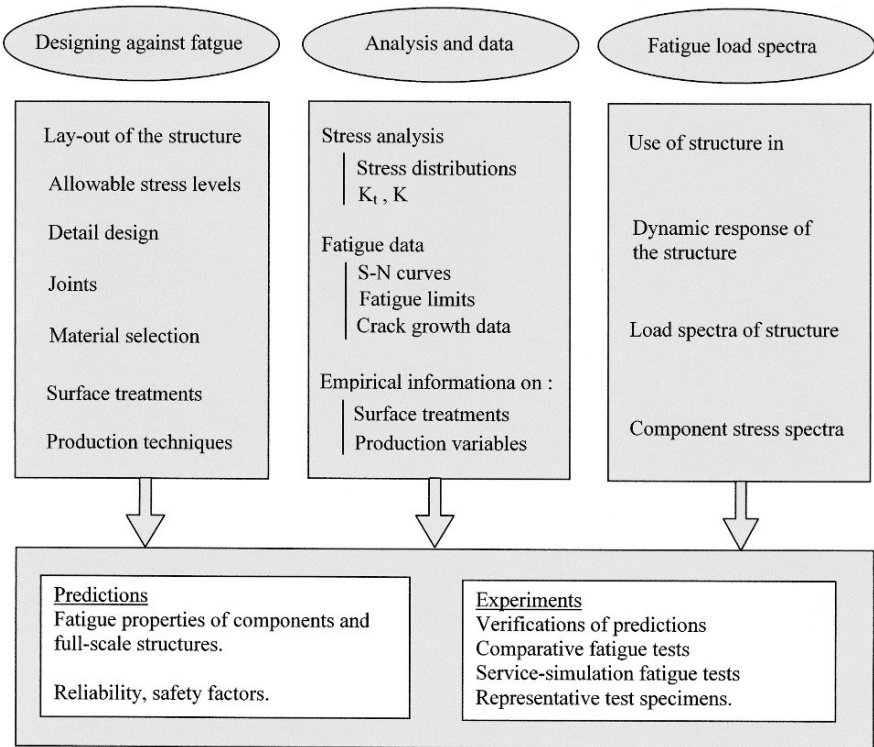 Designing against fatgue
Analysis and data
Fatigue load spectra
Lay-out of the structure
Allowable stress levels
Detail design
Joints
Material selection
Surface treatments
Production techniques
Stress analysis
Stress distributions
Kt , K
Fatigue data
S-N curves
Fatigue limits
Crack growth data
Empirical informationa on :
Surface treatments
Production variables
Use of structure in
Dynamic response of
the structure
Load spectra of structure
Component stress spectra
Predictions
Fatigue properties of components and
full-scale structures.
Reliability, safety factors.
Experiments
Verifications of predictions
Comparative fatigue tests
Service-simulation fatigue tests
Representative test specimens.